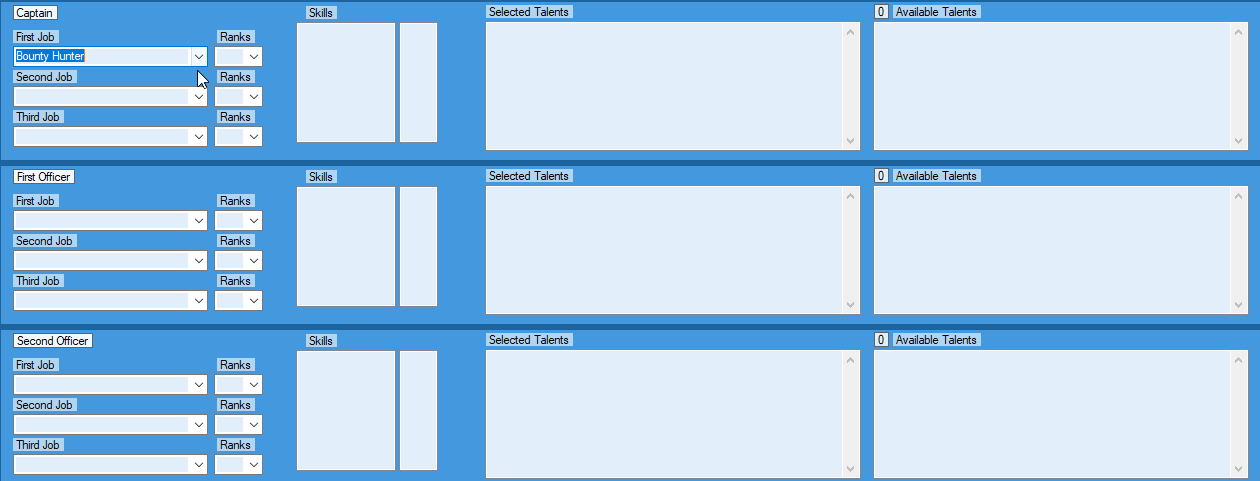 Captain Skills Selected Talents 0 Available Talents
First Job Ranks
Bounty Hunter
Second Job Ranks
Third Job Ranks
First Officer Skills Selected Talents 0 Available Talents
First Job Ranks
Second Job Ranks
Third Job Ranks
Second Officer Skills Selected Talents 0 Available Talents
First Job Ranks
Second Job Ranks
Third Job Ranks